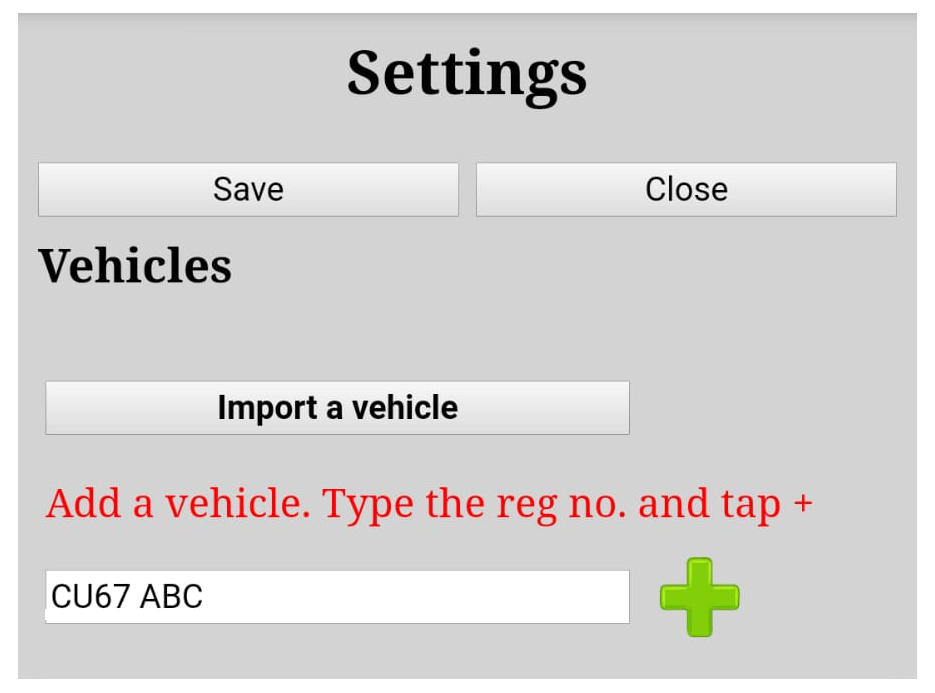 Settings
Save Close
Vehicles
Import a vehicle
Add a vehicle. Type the reg no. and tap +
CU67 ABC